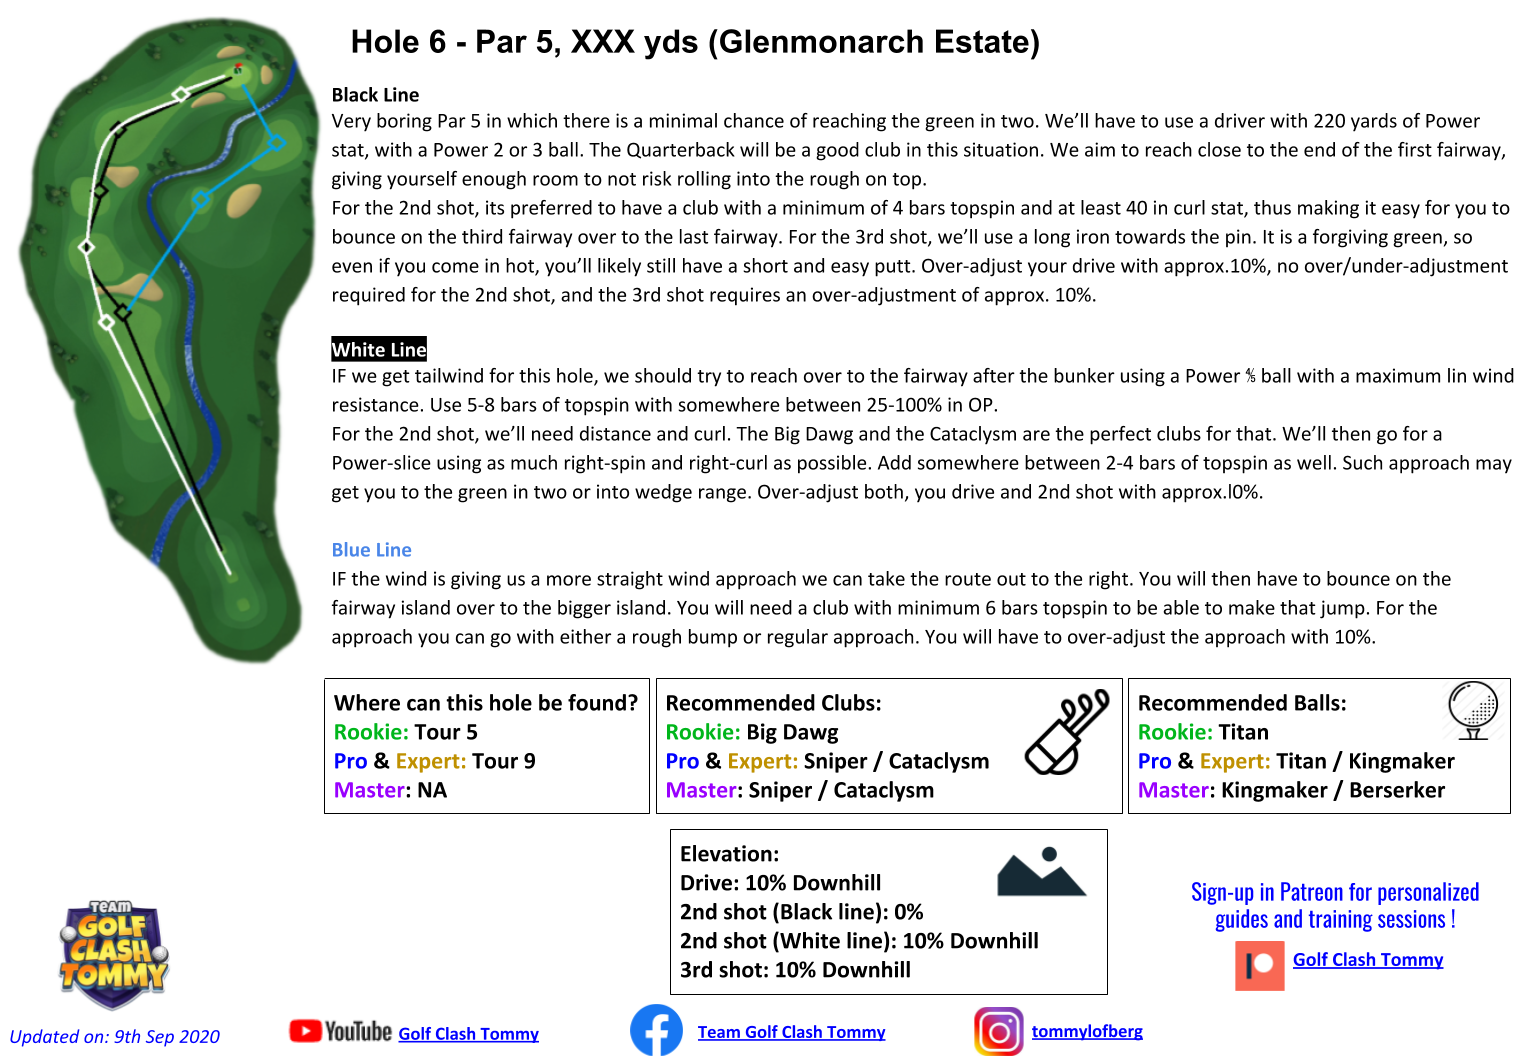 Hole 6 - Par 5, XXX yds (Glenmonarch Estate)
Black Line
Very boring Par 5 in which there is a minimal chance of reaching the green in two. We’ll have to use a driver with 220 yards of Power
stat, with a Power 2 or 3 ball. The Quarterback will be a good club in this situation. We aim to reach close to the end of the first fairway,
giving yourself enough room to not risk rolling into the rough on top.
For the 2nd shot, its preferred to have a club with a minimum of 4 bars topspin and at least 40 in curl stat, thus making it easy for you to
bounce on the third fairway over to the last fairway. For the 3rd shot, we’ll use a long iron towards the pin. It is a forgiving green, so
even if you come in hot, you’ll likely still have a short and easy putt. Over-adjust your drive with approx.10%, no over/under-adjustment
required for the 2nd shot, and the 3rd shot requires an over-adjustment of approx. 10%.
White Line
IF we get tailwind for this hole, we should try to reach over to the fairway after the bunker using a Power ⅘ ball with a maximum lin wind
resistance. Use 5-8 bars of topspin with somewhere between 25-100% in OP.
For the 2nd shot, we’ll need distance and curl. The Big Dawg and the Cataclysm are the perfect clubs for that. We’ll then go for a
Power-slice using as much right-spin and right-curl as possible. Add somewhere between 2-4 bars of topspin as well. Such approach may
get you to the green in two or into wedge range. Over-adjust both, you drive and 2nd shot with approx.l0%.
Blue Line
IF the wind is giving us a more straight wind approach we can take the route out to the right. You will then have to bounce on the
fairway island over to the bigger island. You will need a club with minimum 6 bars topspin to be able to make that jump. For the
approach you can go with either a rough bump or regular approach. You will have to over-adjust the approach with 10%.
Where can this hole be found?
Rookie: Tour 5
Pro & Expert: Tour 9
Master: NA
Recommended Clubs:
Rookie: Big Dawg
Pro & Expert: Sniper / Cataclysm
Master: Sniper / Cataclysm
Recommended Balls:
Rookie: Titan
Pro & Expert: Titan / Kingmaker
Master: Kingmaker / Berserker
Elevation:
Drive: 10% Downhill
2nd shot (Black line): 0%
2nd shot (White line): 10% Downhill
3rd shot: 10% Downhill
Sign-up in Patreon for personalized
guides and training sessions !
Golf Clash Tommy
TEAM
GOLF
CLASH
TOMMY
Updated on: 9th Sep 2020
YouTube Golf Clash Tommy
Team Golf Clash Tommy
tommylofberg